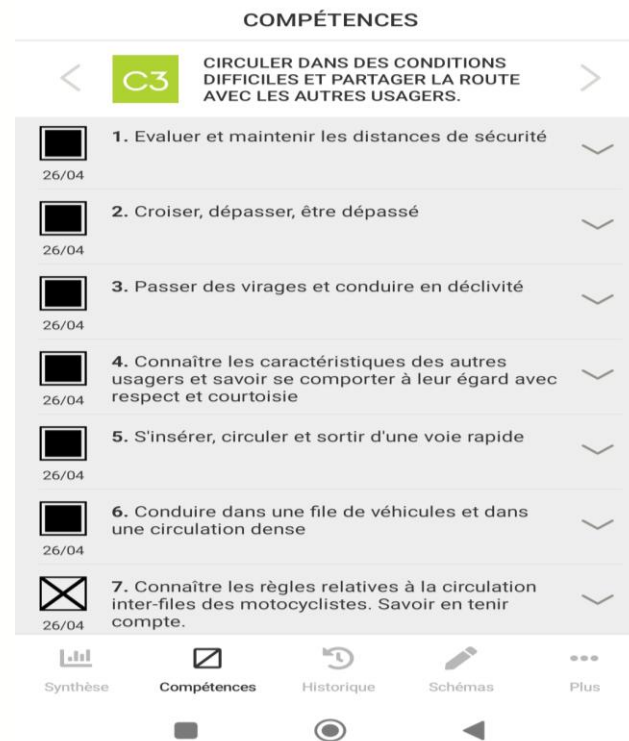 COMPÉTENCES
C3
CIRCULER DANS DES CONDITIONS
DIFFICILES ET PARTAGER LA ROUTE
AVEC LES AUTRES USAGERS.
1. Evaluer et maintenir les distances de sécurité
26/04
2. Croiser, dépasser, être dépassé
26/04
3. Passer des virages et conduire en déclivité
26/04
4. Connaître les caractéristiques des autres
usagers et savoir se comporter à leur égard avec
respect et courtoisie
26/04
5. S'insérer, circuler et sortir d'une voie rapide
26/04
6. Conduire dans une file de véhicules et dans
une circulation dense
26/04
7. Connaître les règles relatives à la circulation
inter-files des motocyclistes. Savoir en tenir
compte.
26/04
Synthèse
Compétences
Historique
Schémas
Plus